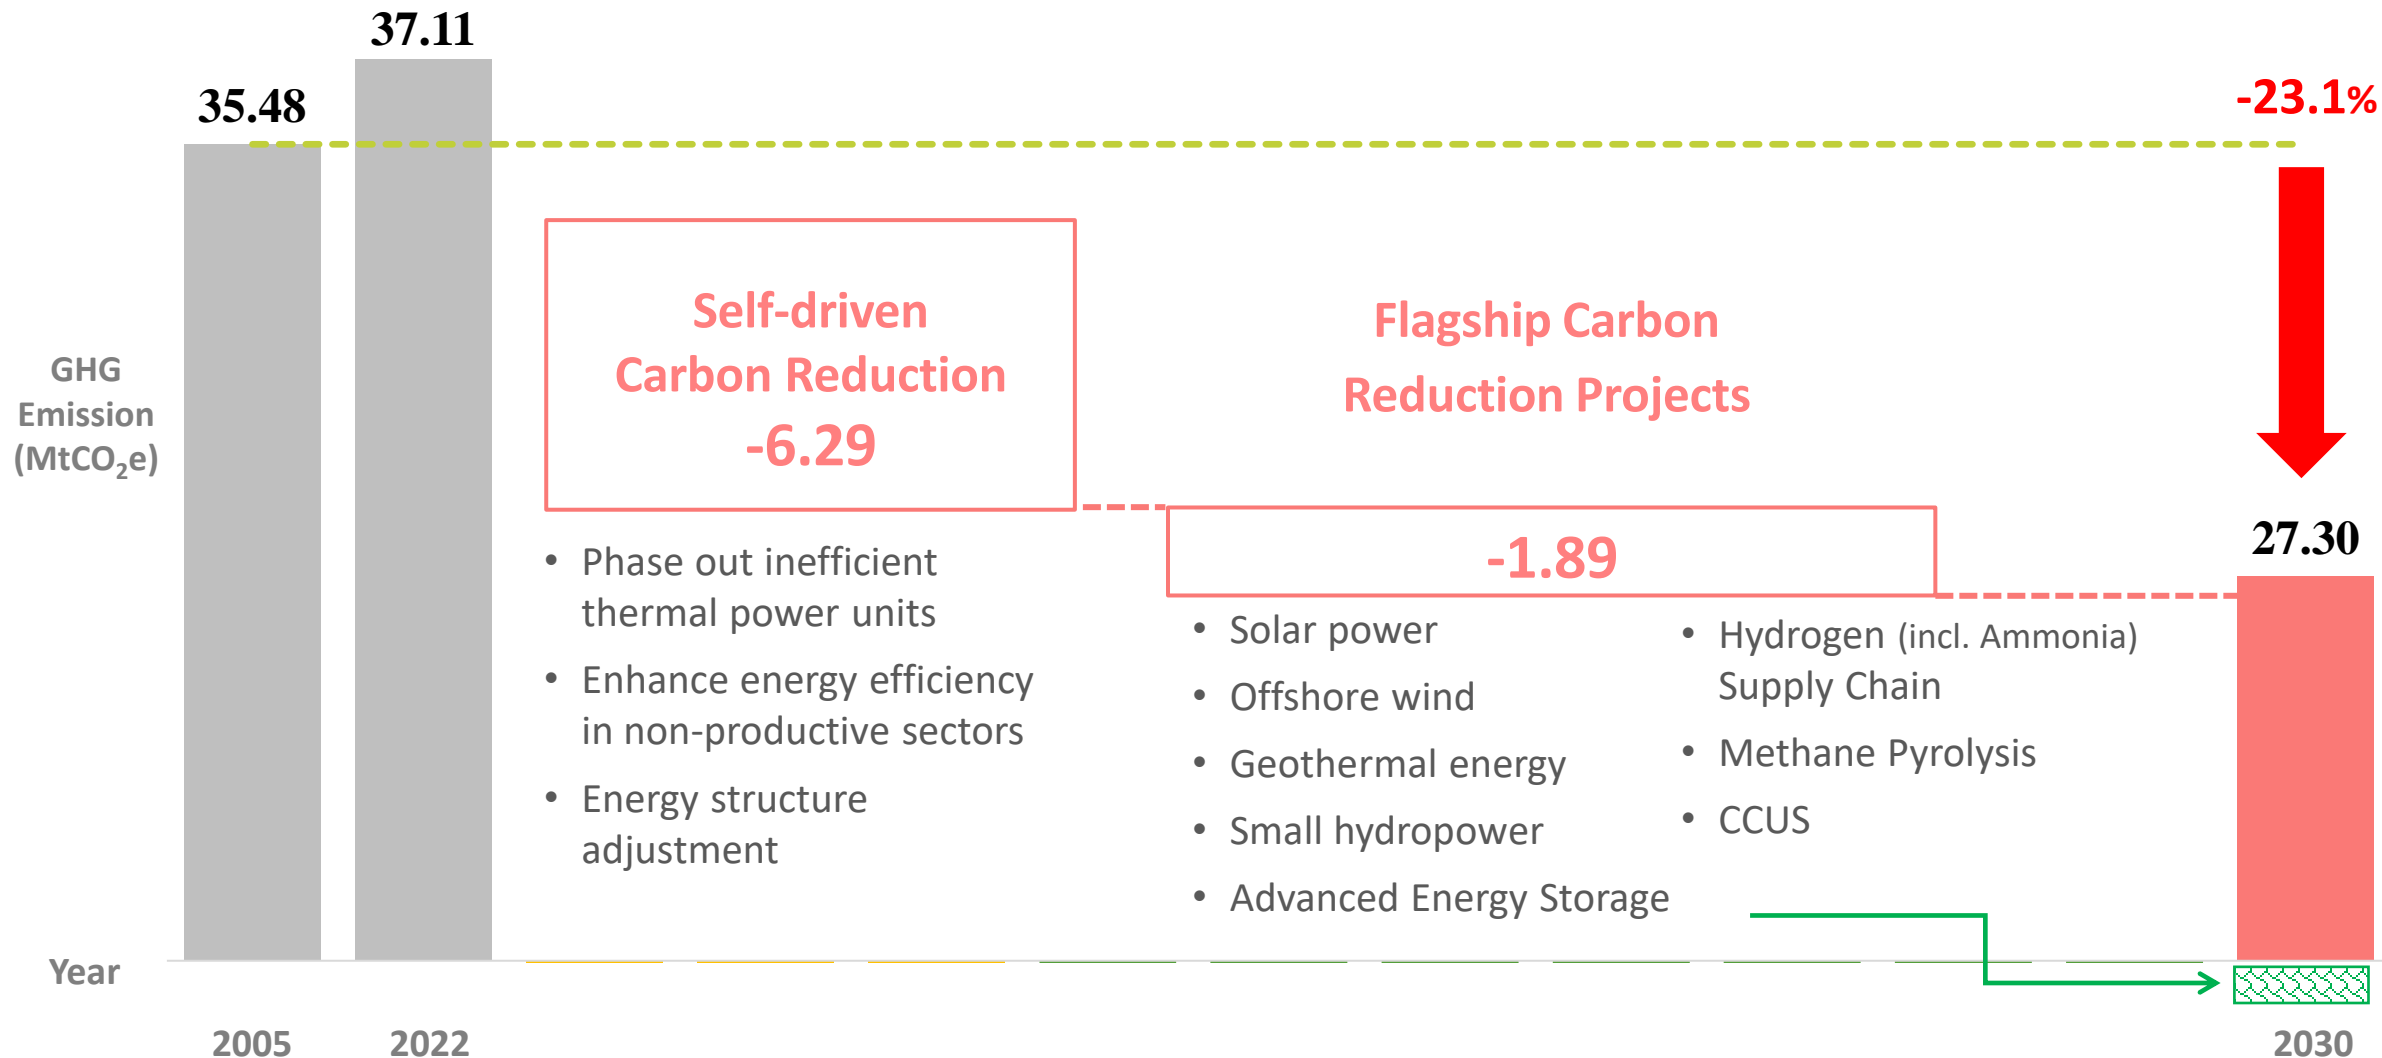 37.11
35.48
-23.1%
GHG
Emission
(MtCO₂e)
Self-driven
Carbon Reduction
-6.29
Flagship Carbon
Reduction Projects
-1.89
27.30
• Phase out inefficient
thermal power units
• Enhance energy efficiency
in non-productive sectors
• Energy structure
adjustment
• Solar power
• Offshore wind
• Geothermal energy
• Small hydropower
• Advanced Energy Storage
• Hydrogen (incl. Ammonia)
Supply Chain
• Methane Pyrolysis
• CCUS
Year
2005
2022
2030